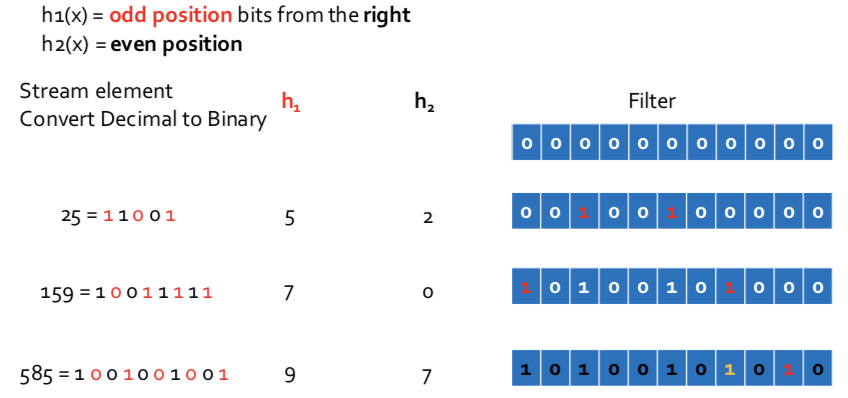 h1(x) = odd position bits from the right
h2(x) = even position
Stream element
Convert Decimal to Binary
h1 h2 Filter
0 0 0 0 0 0 0 0 0 0 0
25 = 1 1 0 0 1 5 2 0 0 1 0 0 1 0 0 0 0 0
159 = 1 0 0 1 1 1 1 1 7 0 1 0 1 0 0 1 0 1 0 0 0
585 = 1 0 0 1 0 0 1 0 0 1 9 7 1 0 1 0 0 1 0 1 0 1 0